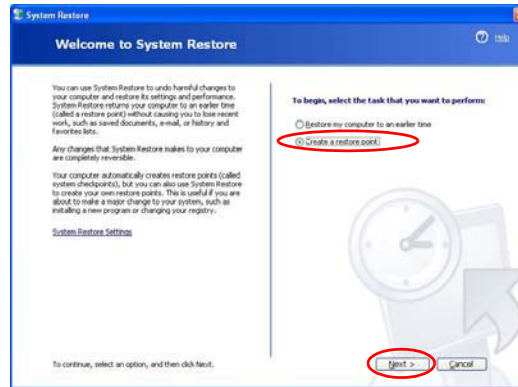 System Restore
Welcome to System Restore
Help
You can use System Restore to undo harmful changes to
your computer and restore its settings and performance.
System Restore returns your computer to an earlier time
(called a restore point) without causing you to lose recent
work, such as saved documents, e-mail, or history and
favorites lists.
Any changes that System Restore makes to your computer
are completely reversible.
Your computer automatically creates restore points (called
system checkpoints), but you can also use System Restore
to create your own restore points. This is useful if you are
about to make a major change to your system, such as
installing a new program or changing your registry.
System Restore Settings
To begin, select the task that you want to perform:
Restore my computer to an earlier time
Create a restore point
To continue, select an option, and then click Next.
Next >
Cancel